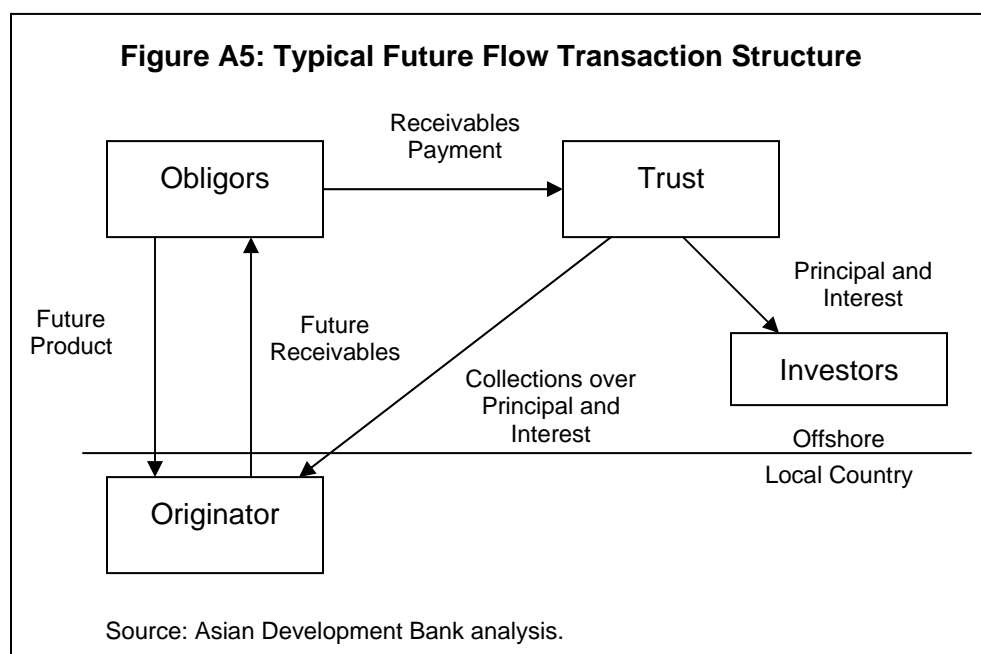 Figure A5: Typical Future Flow Transaction Structure
Receivables
Payment
Obligors
Trust
Principal and
Interest
Future
Product
Future
Receivables
Investors
Collections over
Principal and
Interest
Offshore
Local Country
Originator
Source: Asian Development Bank analysis.